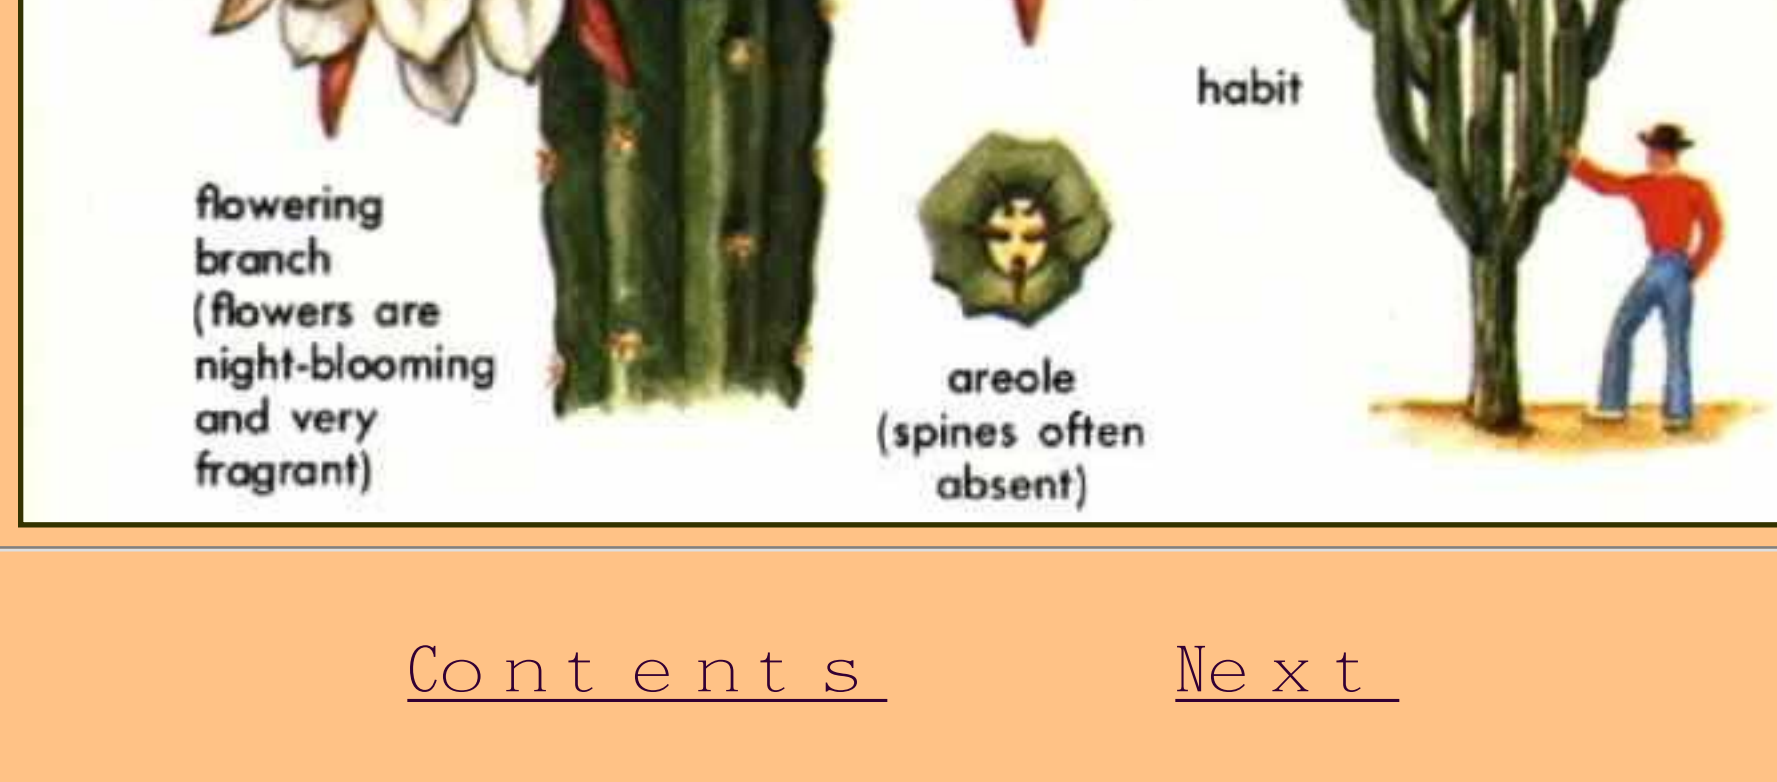 habit
flowering
branch
(flowers are
night-blooming
and very
fragrant)
areole
(spines often
absent)
Contents
Next